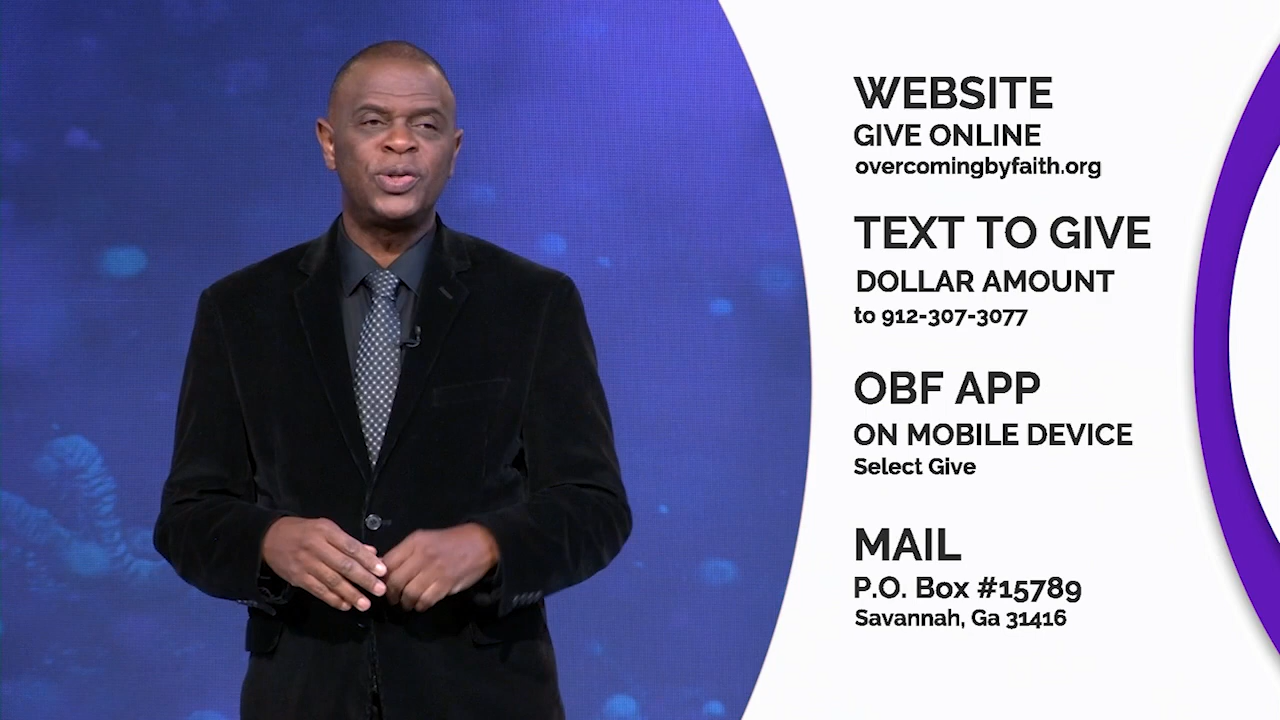 WEBSITE
GIVE ONLINE
overcomingbyfaith.org
TEXT TO GIVE
DOLLAR AMOUNT
to 912-307-3077
OBF APP
ON MOBILE DEVICE
Select Give
MAIL
P.O. Box #15789
Savannah, Ga 31416